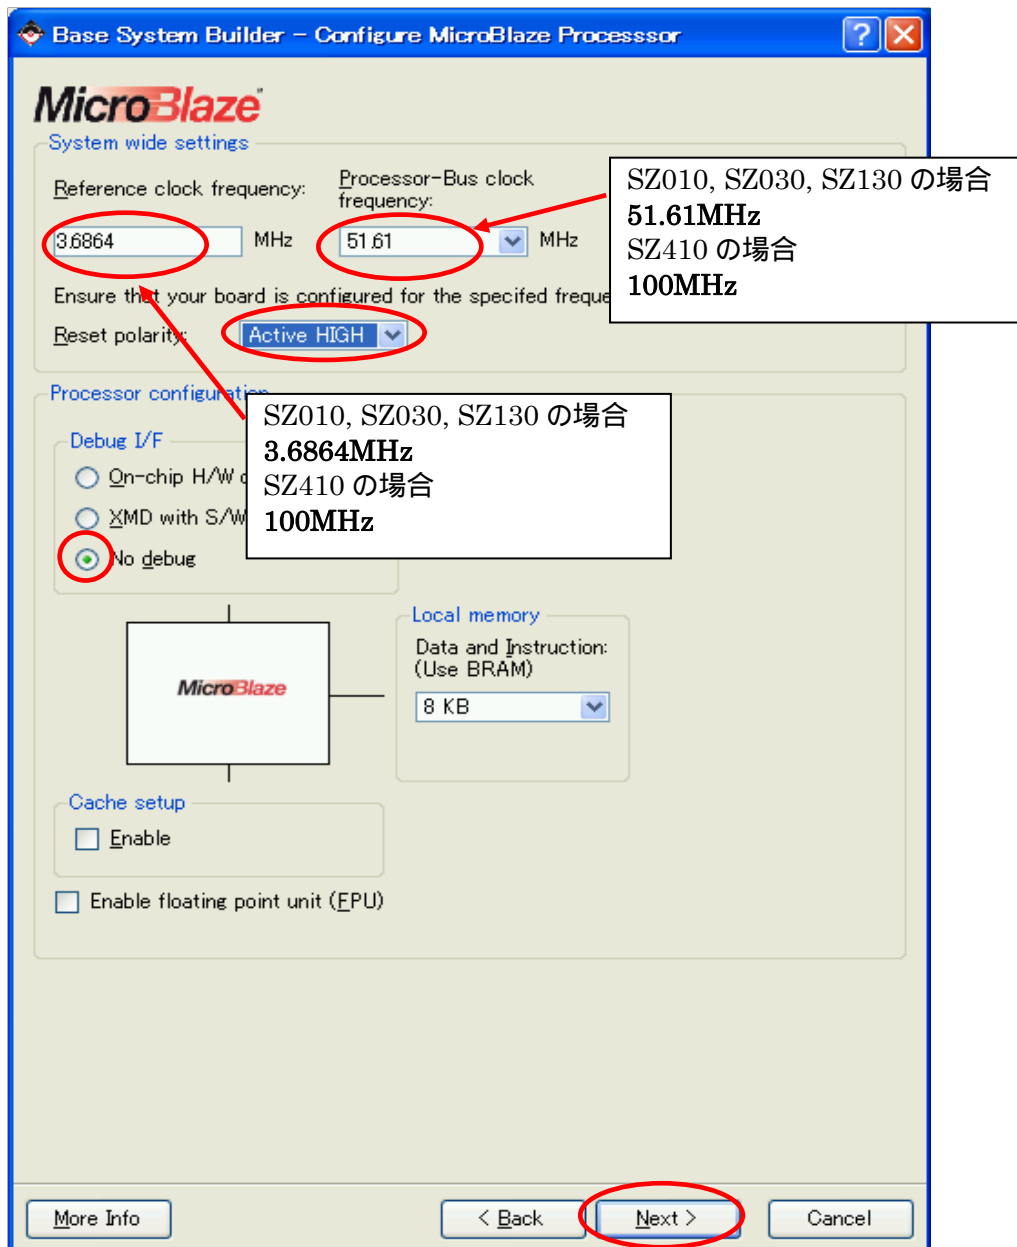 Base System Builder - Configure MicroBlaze Processsor
MicroBlaze
System wide settings
Reference clock frequency:
Processor-Bus clock
frequency:
3.6864 MHz
51.61 MHz
SZ010, SZ030, SZ130 の場合
51.61MHz
SZ410 の場合
100MHz
Ensure that your board is configured for the specifed freque
Reset polarity:
Active HIGH
Processor configuration
SZ010, SZ030, SZ130 の場合
3.6864MHz
SZ410 の場合
100MHz
Debug I/F
On-chip H/W
XMD with S/W
No debug
Local memory
Data and Instruction:
(Use BRAM)
8 KB
MicroBlaze
Cache setup
Enable
Enable floating point unit (FPU)
More Info
< Back
Next >
Cancel